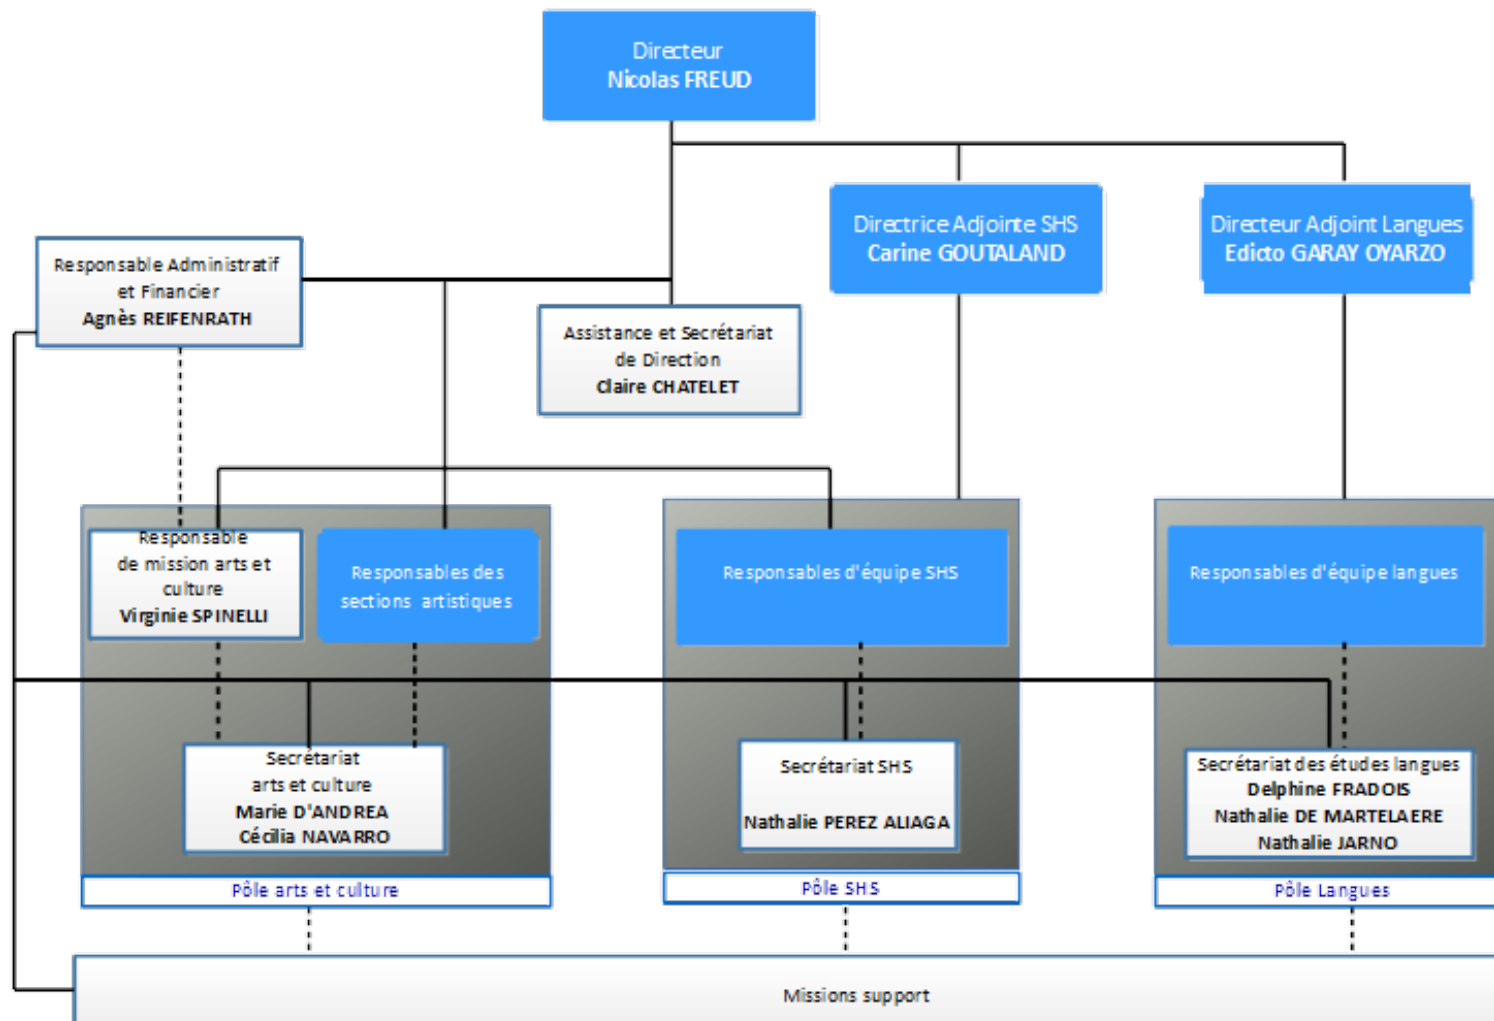 Directeur
Nicolas FREUD
Directrice Adjointe SHS
Carine GOUTALAND
Directeur Adjoint Langues
Edicto GARAY OYARZO
Responsable Administratif
et Financier
Agnès REIFENRATH
Assistance et Secrétariat
de Direction
Claire CHATELET
Responsable
de mission arts et
culture
Virginie SPINELLI
Responsables des
sections artistiques
Responsables d'équipe SHS
Responsables d'équipe langues
Secrétariat
arts et culture
Marie D'ANDREA
Cécilia NAVARRO
Secrétariat SHS
Nathalie PEREZ ALIAGA
Secrétariat des études langues
Delphine FRADOIS
Nathalie DE MARTELAERE
Nathalie JARNO
Pôle arts et culture
Pôle SHS
Pôle Langues
Missions support